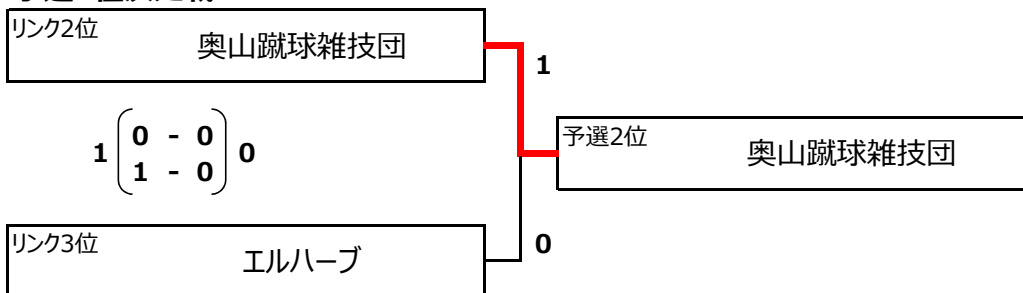 リンク2位
奥山蹴球雑技団
1
0 - 0
1 - 0
1
0
予選2位
奥山蹴球雑技団
リンク3位
エルハーブ
0